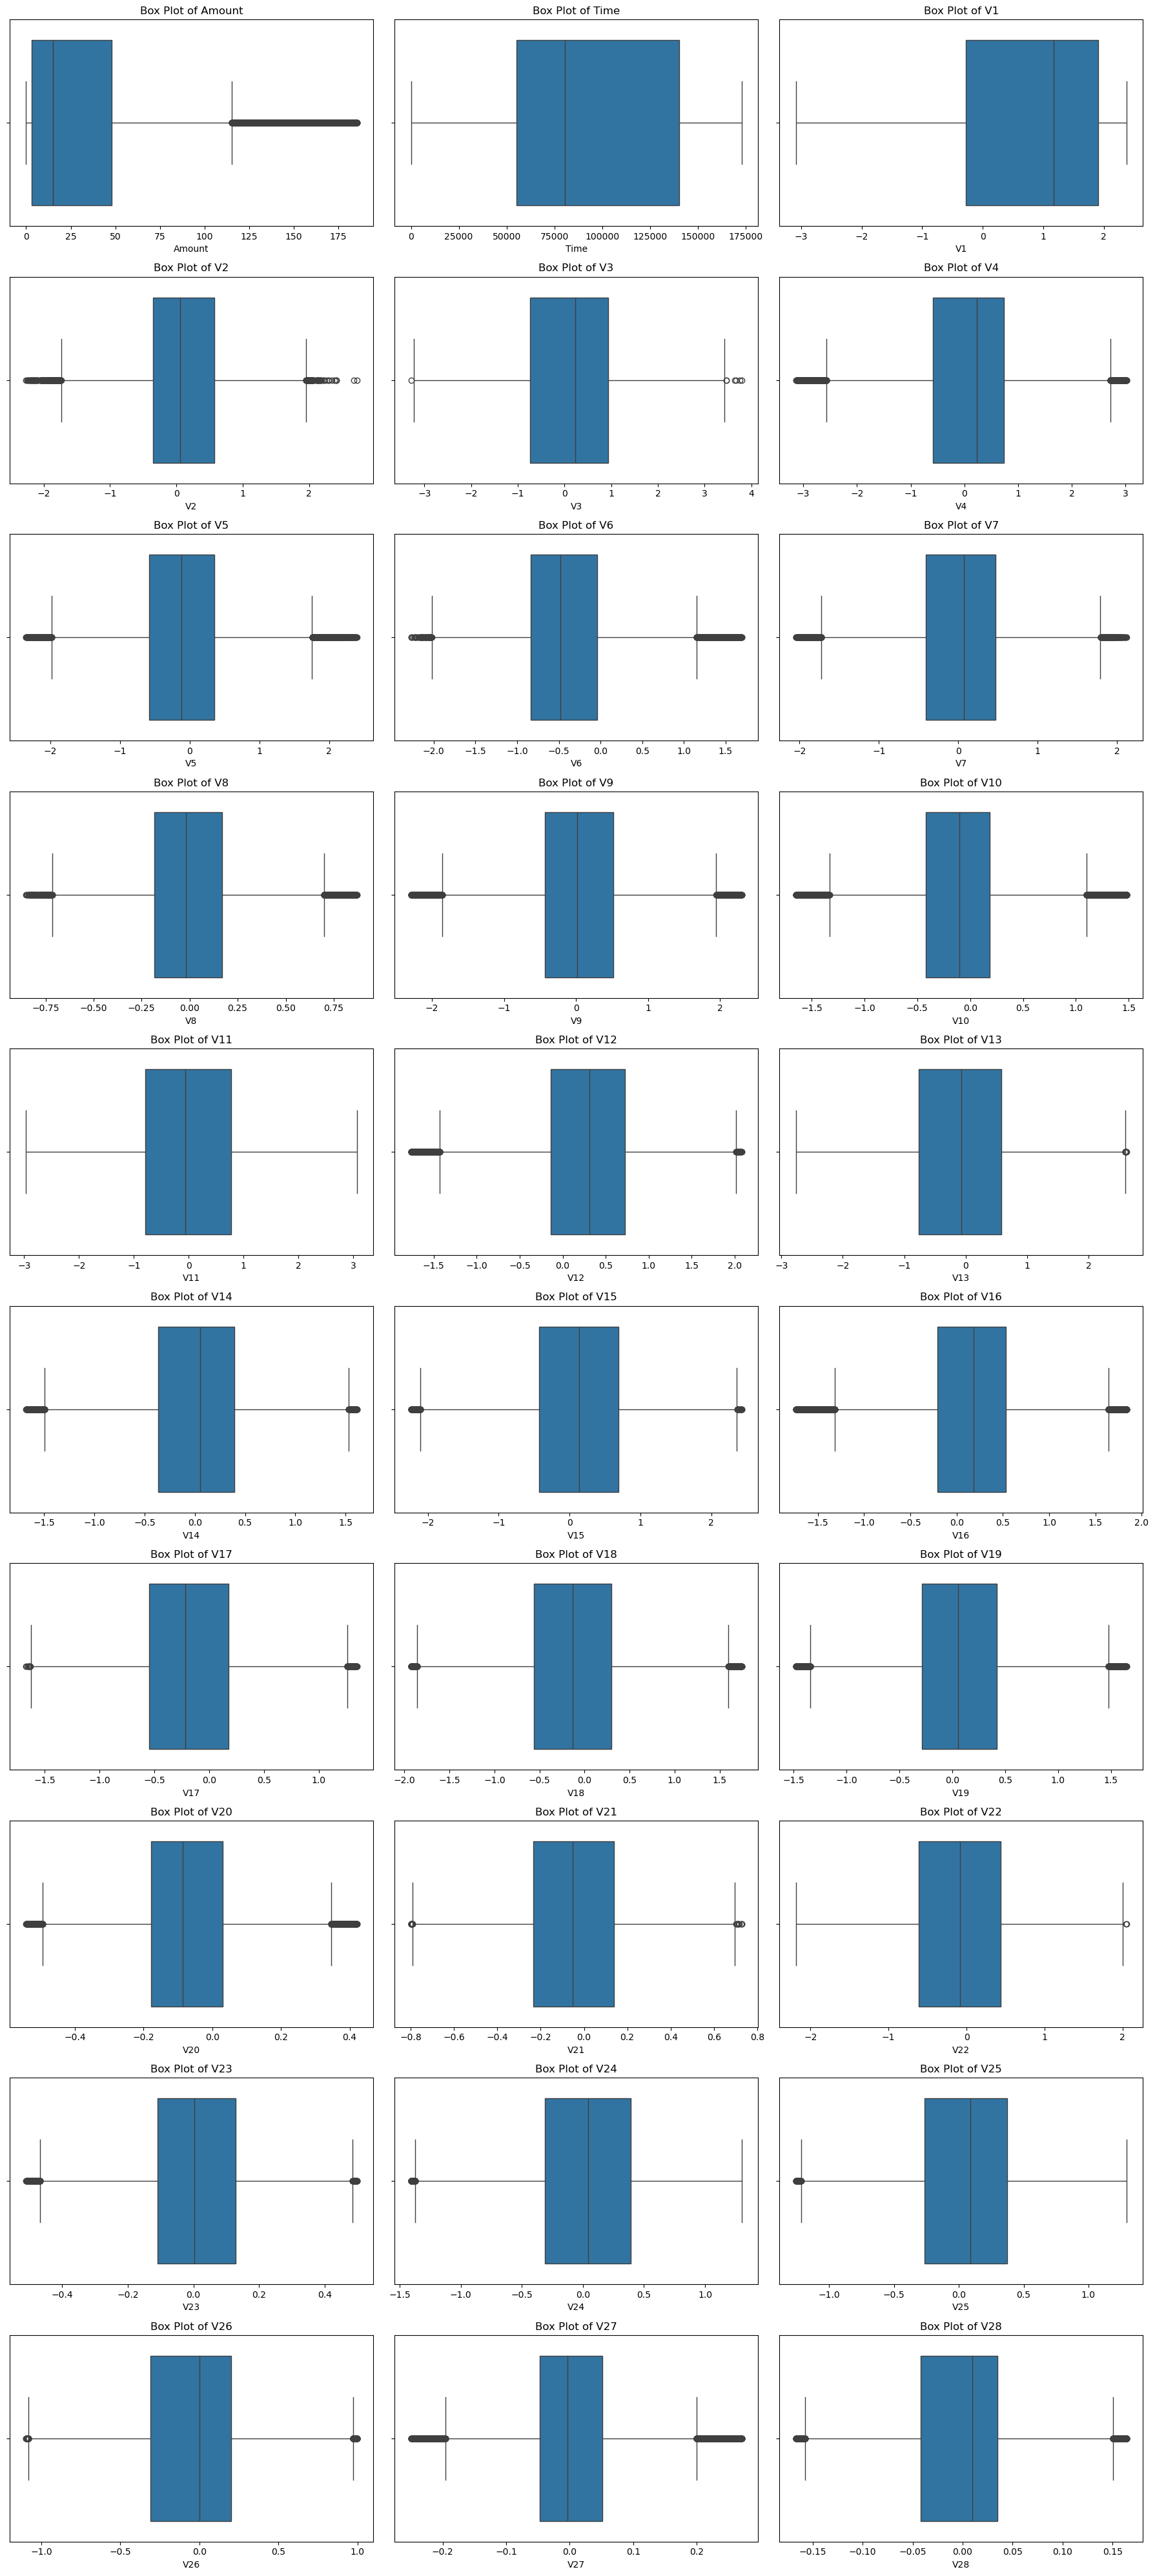 Box Plot of Amount Box Plot of Time Box Plot of V1
0 25 50 75 100 125 150 175 0 25000 50000 75000 100000 125000 150000 175000 −3 −2 −1 0 1 2
Amount Time V1
Box Plot of V2 Box Plot of V3 Box Plot of V4
−2 −1 0 1 2 −3 −2 −1 0 1 2 3 4 −3 −2 −1 0 1 2 3
V2 V3 V4
Box Plot of V5 Box Plot of V6 Box Plot of V7
−2 −1 0 1 2 −2.0 −1.5 −1.0 −0.5 0.0 0.5 1.0 1.5 −2 −1 0 1 2
V5 V6 V7
Box Plot of V8 Box Plot of V9 Box Plot of V10
−0.75 −0.50 −0.25 0.00 0.25 0.50 0.75 −2 −1 0 1 2 −1.5 −1.0 −0.5 0.0 0.5 1.0 1.5
V8 V9 V10
Box Plot of V11 Box Plot of V12 Box Plot of V13
−3 −2 −1 0 1 2 3 −1.5 −1.0 −0.5 0.0 0.5 1.0 1.5 2.0 −3 −2 −1 0 1 2
V11 V12 V13
Box Plot of V14 Box Plot of V15 Box Plot of V16
−1.5 −1.0 −0.5 0.0 0.5 1.0 1.5 −2 −1 0 1 2 −1.5 −1.0 −0.5 0.0 0.5 1.0 1.5 2.0
V14 V15 V16
Box Plot of V17 Box Plot of V18 Box Plot of V19
−1.5 −1.0 −0.5 0.0 0.5 1.0 −2.0 −1.5 −1.0 −0.5 0.0 0.5 1.0 1.5 −1.5 −1.0 −0.5 0.0 0.5 1.0 1.5
V17 V18 V19
Box Plot of V20 Box Plot of V21 Box Plot of V22
−0.4 −0.2 0.0 0.2 0.4 −0.8 −0.6 −0.4 −0.2 0.0 0.2 0.4 0.6 0.8 −2 −1 0 1 2
V20 V21 V22
Box Plot of V23 Box Plot of V24 Box Plot of V25
−0.4 −0.2 0.0 0.2 0.4 −1.5 −1.0 −0.5 0.0 0.5 1.0 −1.0 −0.5 0.0 0.5 1.0
V23 V24 V25
Box Plot of V26 Box Plot of V27 Box Plot of V28
−1.0 −0.5 0.0 0.5 1.0 −0.2 −0.1 0.0 0.1 0.2 −0.15 −0.10 −0.05 0.00 0.05 0.10 0.15
V26 V27 V28